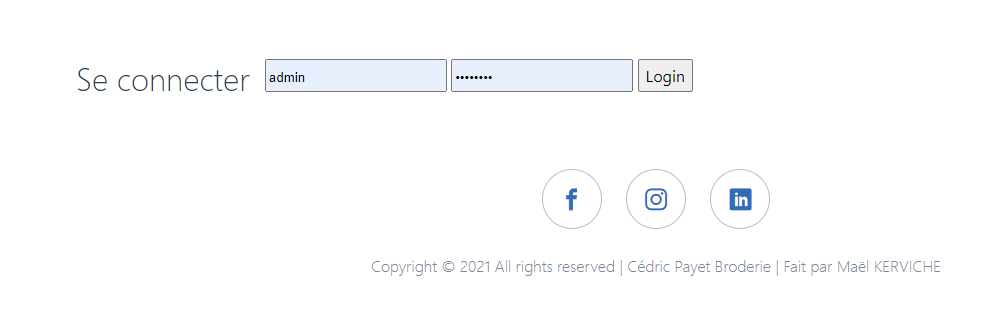 Se connecter admin •••••••• Login
Copyright © 2021 All rights reserved | Cédric Payet Broderie | Fait par Maël KERVICHE